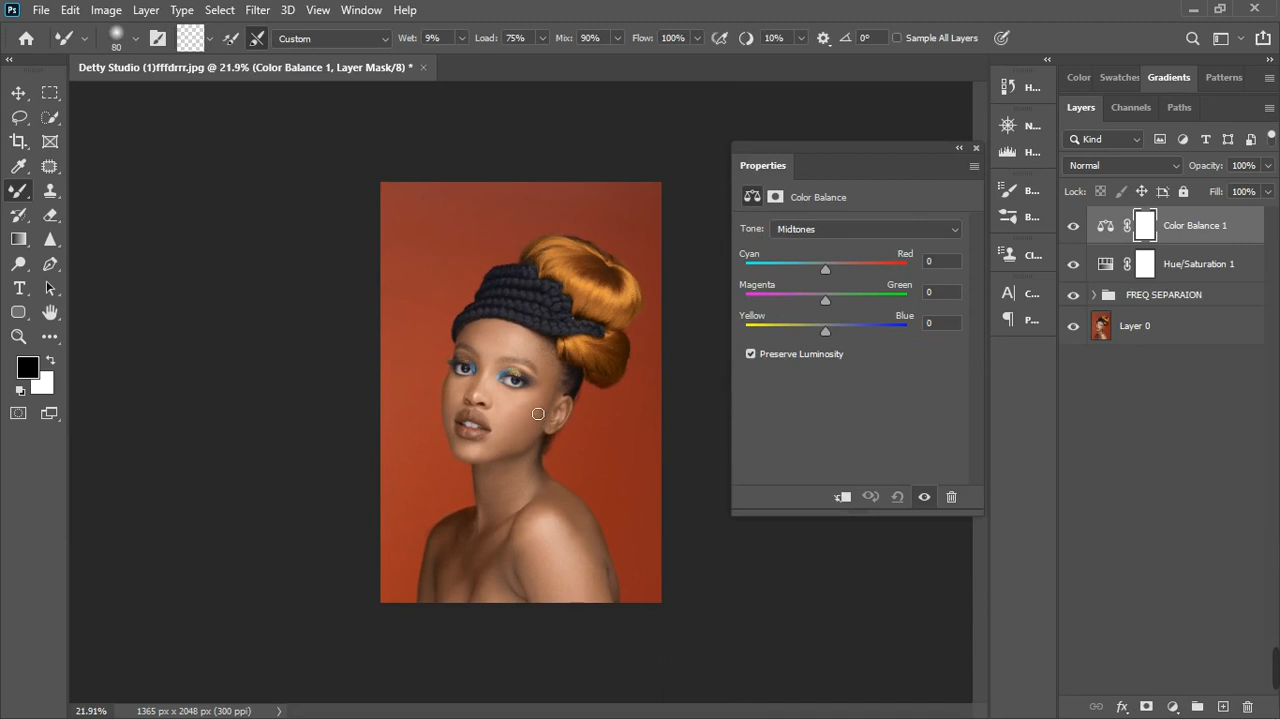 Ps File Edit Image Layer Type Select Filter 3D View Window Help
80 Custom Wet: 9% Load: 75% Mix: 90% Flow: 100% 10% 0° Sample All Layers
Detty Studio (1)fffdrrr.jpg @ 21.9% (Color Balance 1, Layer Mask/8) * ×
Color Swatches Gradients Patterns
H...
Layers Channels Paths
N...
Kind
H...
Properties
Normal Opacity: 100%
B...
Lock: Fill: 100%
Color Balance
B...
Color Balance 1
Tone: Midtones
Cl...
Cyan Red 0
Hue/Saturation 1
Magenta Green 0
A| C...
FREQ SEPARAION
Yellow Blue 0
P...
Layer 0
Preserve Luminosity
21.91% 1365 px x 2048 px (300 ppi)